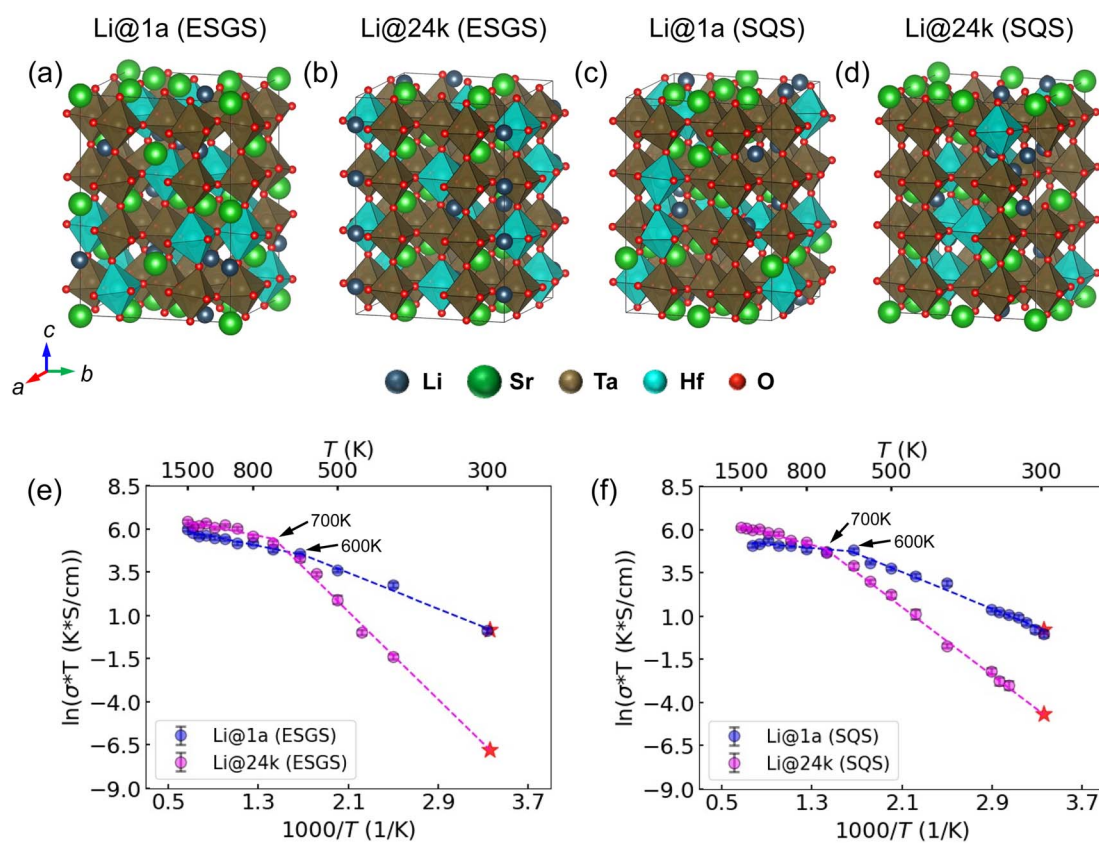 Li@1a (ESGS) Li@24k (ESGS) Li@1a (SQS) Li@24k (SQS)
(a) (b) (c) (d)
Li
c
a b
Li Sr Ta Hf O
(e)
T (K)
1500 800 500 300
8.5
6.0
3.5
1.0
−1.5
−4.0
−6.5
−9.0
ln(σ*T (K*S/cm))
700K
600K
Li@1a (ESGS)
Li@24k (ESGS)
0.5 1.3 2.1 2.9 3.7
1000/T (1/K)
(f)
T (K)
1500 800 500 300
8.5
6.0
3.5
1.0
−1.5
−4.0
−6.5
−9.0
ln(σ*T (K*S/cm))
700K
600K
Li@1a (SQS)
Li@24k (SQS)
0.5 1.3 2.1 2.9 3.7
1000/T (1/K)